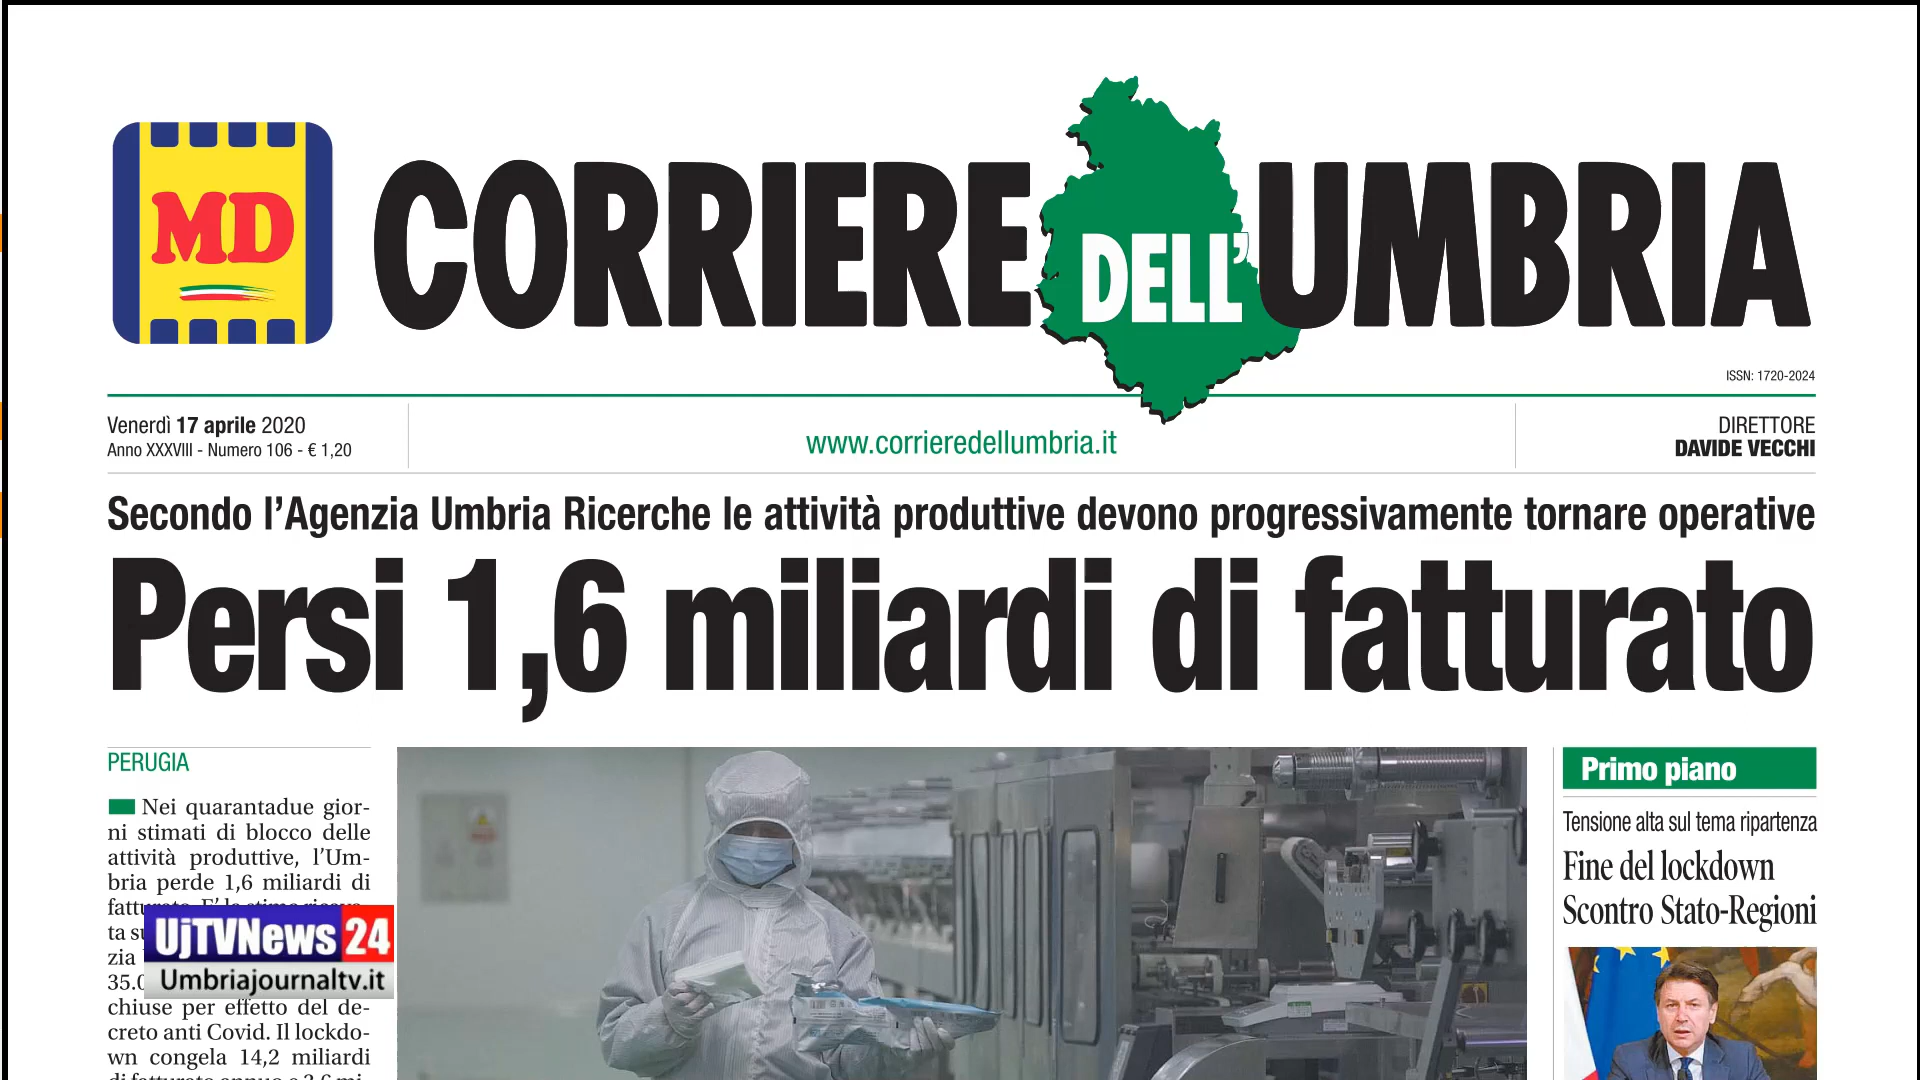 MD
CORRIERE DELL'UMBRIA
ISSN: 1720-2024
Venerdì 17 aprile 2020
Anno XXXVIII - Numero 106 - € 1,20
www.corrieredellumbria.it
DIRETTORE
DAVIDE VECCHI
Secondo l'Agenzia Umbria Ricerche le attività produttive devono progressivamente tornare operative
Persi 1,6 miliardi di fatturato
PERUGIA
Nei quarantadue gior-
ni stimati di blocco delle
attività produttive, l'Um-
bria perde 1,6 miliardi di
ta
zia
chiuse per effetto del de-
creto anti Covid. Il lockdo-
wn congela 14,2 miliardi
UjTVNews 24
Umbriajournaltv.it
Primo piano
Tensione alta sul tema ripartenza
Fine del lockdown
Scontro Stato-Regioni